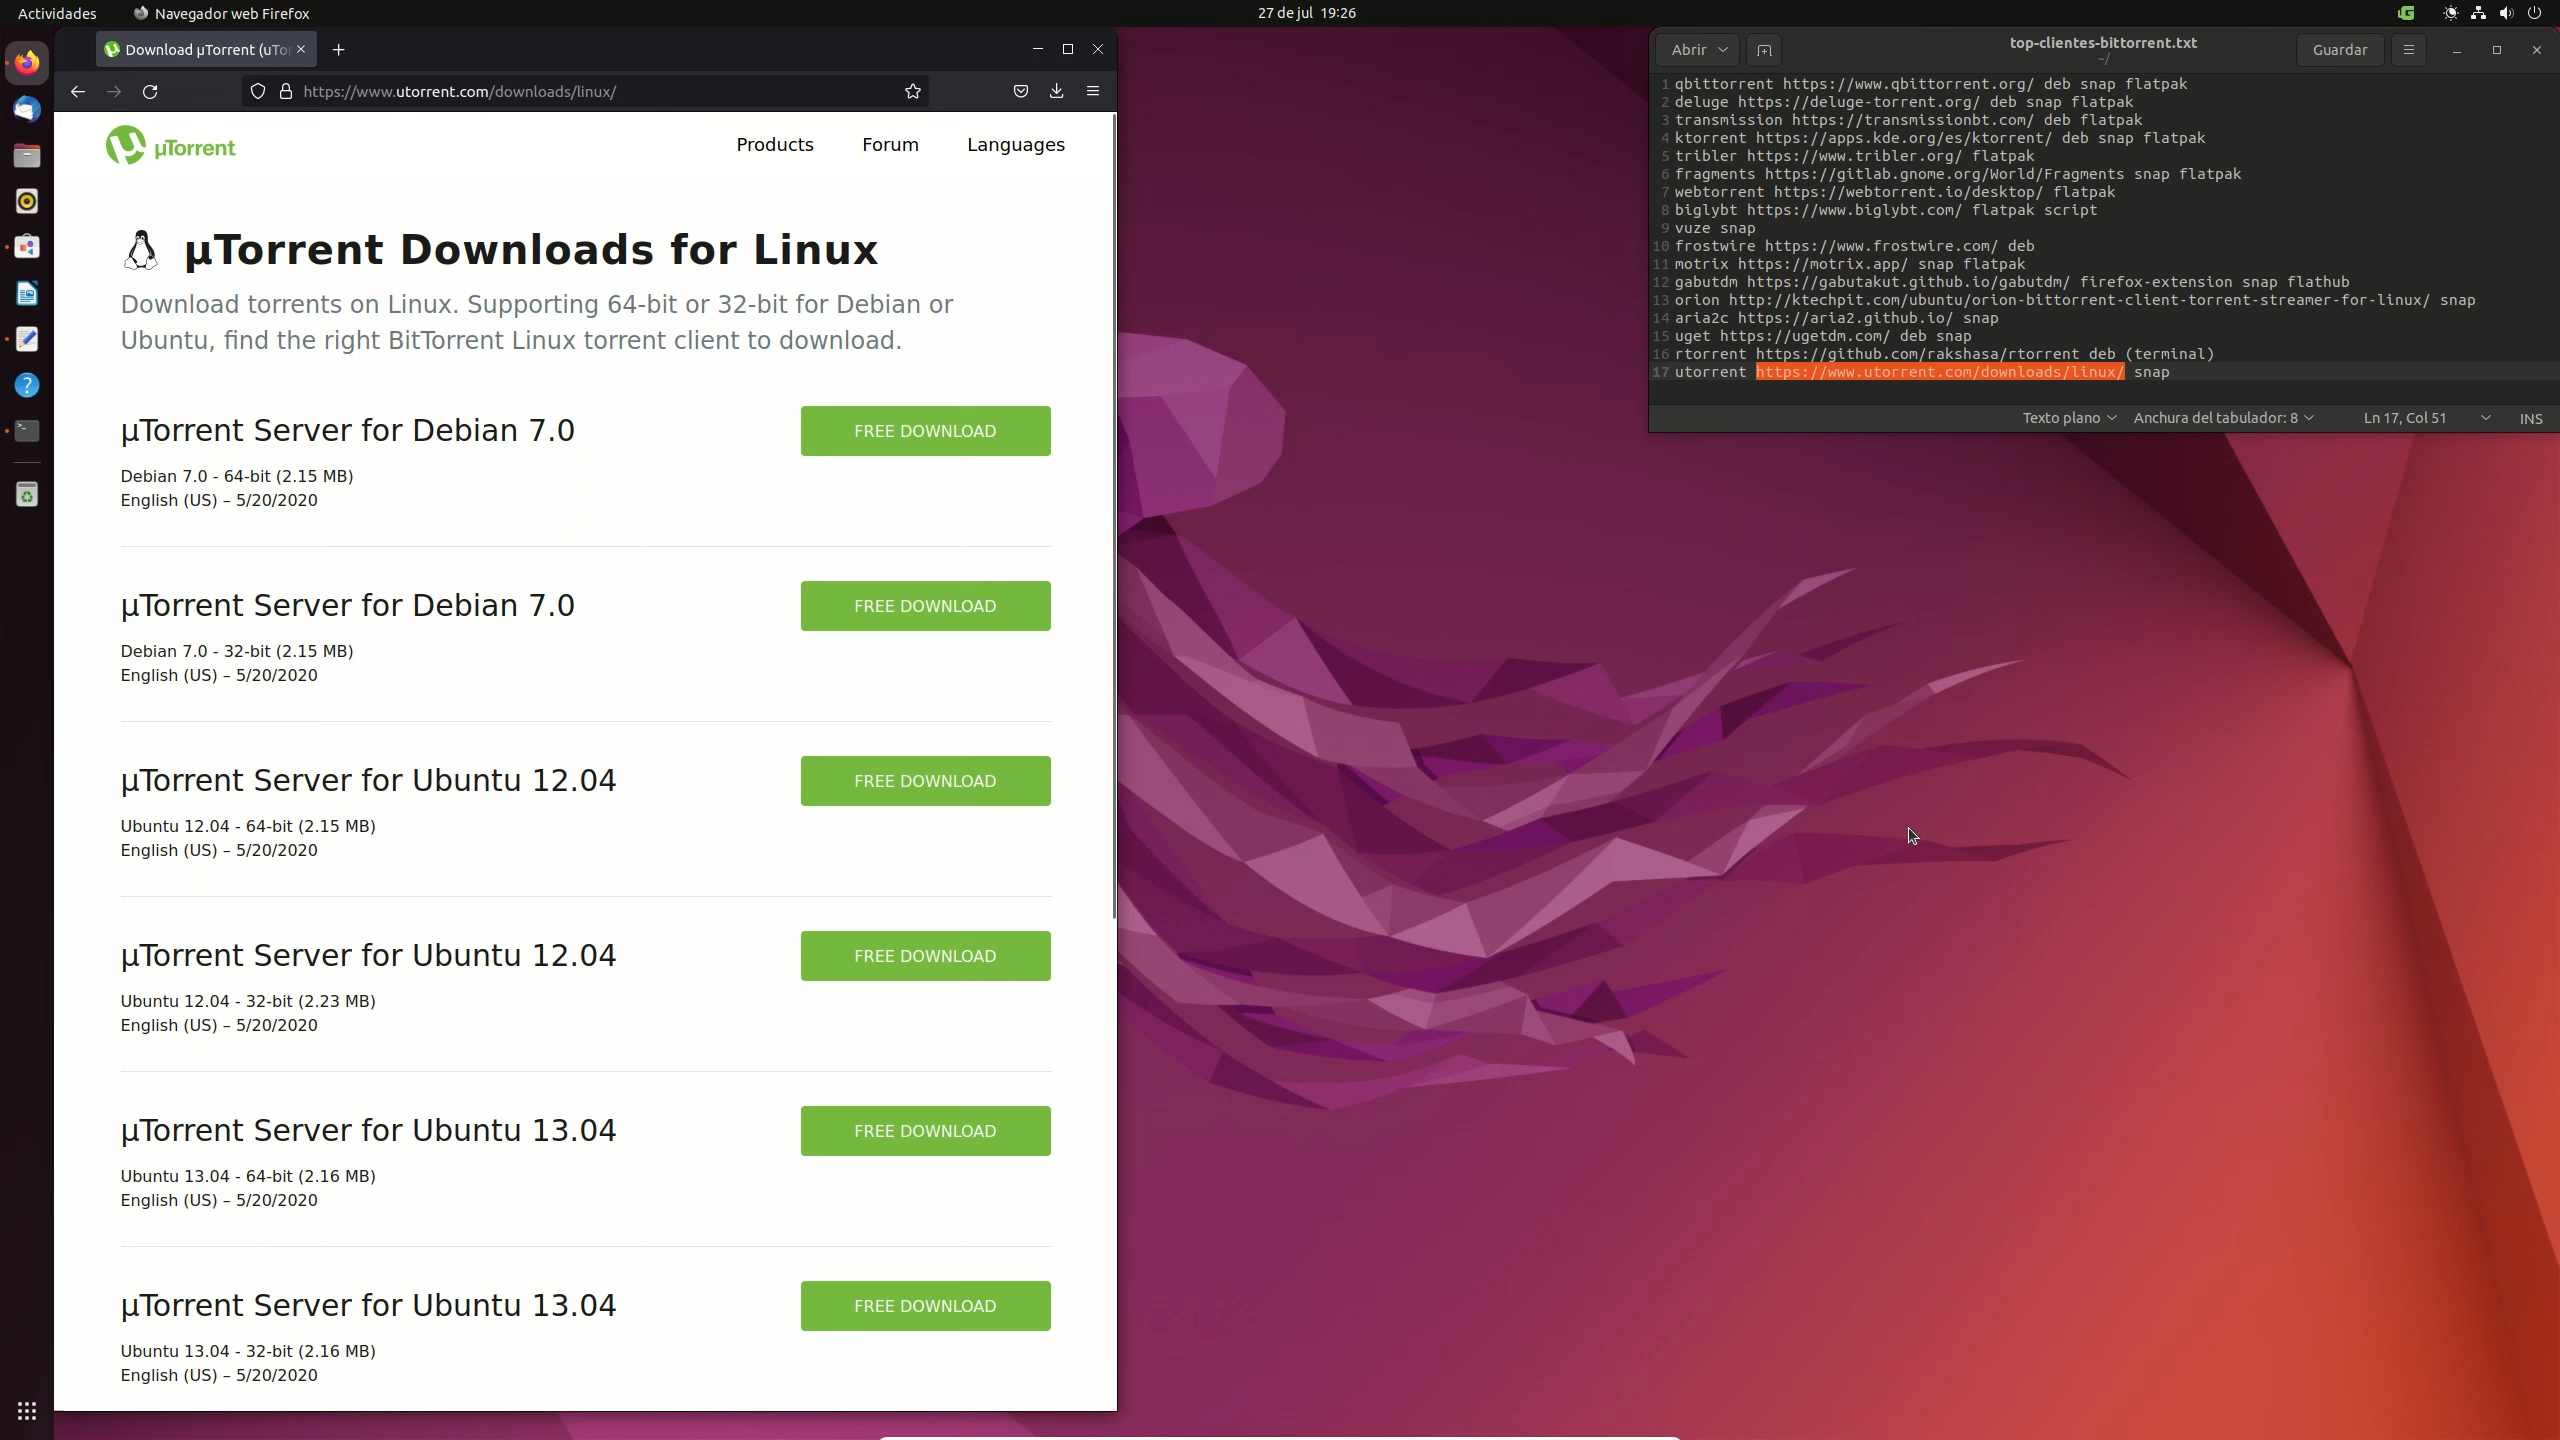 Actividades
Navegador web Firefox
27 de jul 19:26
Download µTorrent (uTor
https://www.utorrent.com/downloads/linux/
µTorrent
Products
Forum
Languages
µTorrent Downloads for Linux
Download torrents on Linux. Supporting 64-bit or 32-bit for Debian or
Ubuntu, find the right BitTorrent Linux torrent client to download.
µTorrent Server for Debian 7.0
FREE DOWNLOAD
Debian 7.0 - 64-bit (2.15 MB)
English (US) – 5/20/2020
µTorrent Server for Debian 7.0
FREE DOWNLOAD
Debian 7.0 - 32-bit (2.15 MB)
English (US) – 5/20/2020
µTorrent Server for Ubuntu 12.04
FREE DOWNLOAD
Ubuntu 12.04 - 64-bit (2.15 MB)
English (US) – 5/20/2020
µTorrent Server for Ubuntu 12.04
FREE DOWNLOAD
Ubuntu 12.04 - 32-bit (2.23 MB)
English (US) – 5/20/2020
µTorrent Server for Ubuntu 13.04
FREE DOWNLOAD
Ubuntu 13.04 - 64-bit (2.16 MB)
English (US) – 5/20/2020
µTorrent Server for Ubuntu 13.04
FREE DOWNLOAD
Ubuntu 13.04 - 32-bit (2.16 MB)
English (US) – 5/20/2020
Abrir
top-clientes-bittorrent.txt
~/
Guardar
1 qbittorrent https://www.qbittorrent.org/ deb snap flatpak
2 deluge https://deluge-torrent.org/ deb snap flatpak
3 transmission https://transmissionbt.com/ deb flatpak
4 ktorrent https://apps.kde.org/es/ktorrent/ deb snap flatpak
5 tribler https://www.tribler.org/ flatpak
6 fragments https://gitlab.gnome.org/World/Fragments snap flatpak
7 webtorrent https://webtorrent.io/desktop/ flatpak
8 biglybt https://www.biglybt.com/ flatpak script
9 vuze snap
10 frostwire https://www.frostwire.com/ deb
11 motrix https://motrix.app/ snap flatpak
12 gabutdm https://gabutakut.github.io/gabutdm/ firefox-extension snap flathub
13 orion http://ktechpit.com/ubuntu/orion-bittorrent-client-torrent-streamer-for-linux/ snap
14 aria2c https://aria2.github.io/ snap
15 uget https://ugetdm.com/ deb snap
16 rtorrent https://github.com/rakshasa/rtorrent deb (terminal)
17 utorrent https://www.utorrent.com/downloads/linux/ snap
Texto plano
Anchura del tabulador: 8
Ln 17, Col 51
INS